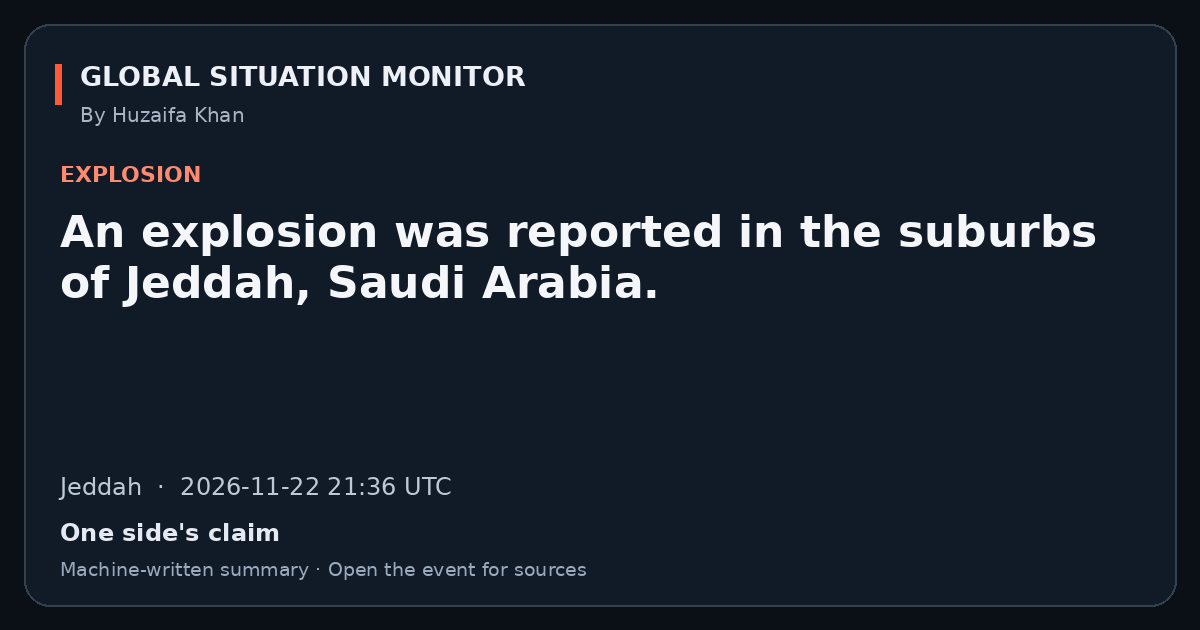 GLOBAL SITUATION MONITOR
By Huzaifa Khan
EXPLOSION
An explosion was reported in the suburbs
of Jeddah, Saudi Arabia.
Jeddah · 2026-11-22 21:36 UTC
One side's claim
Machine-written summary · Open the event for sources